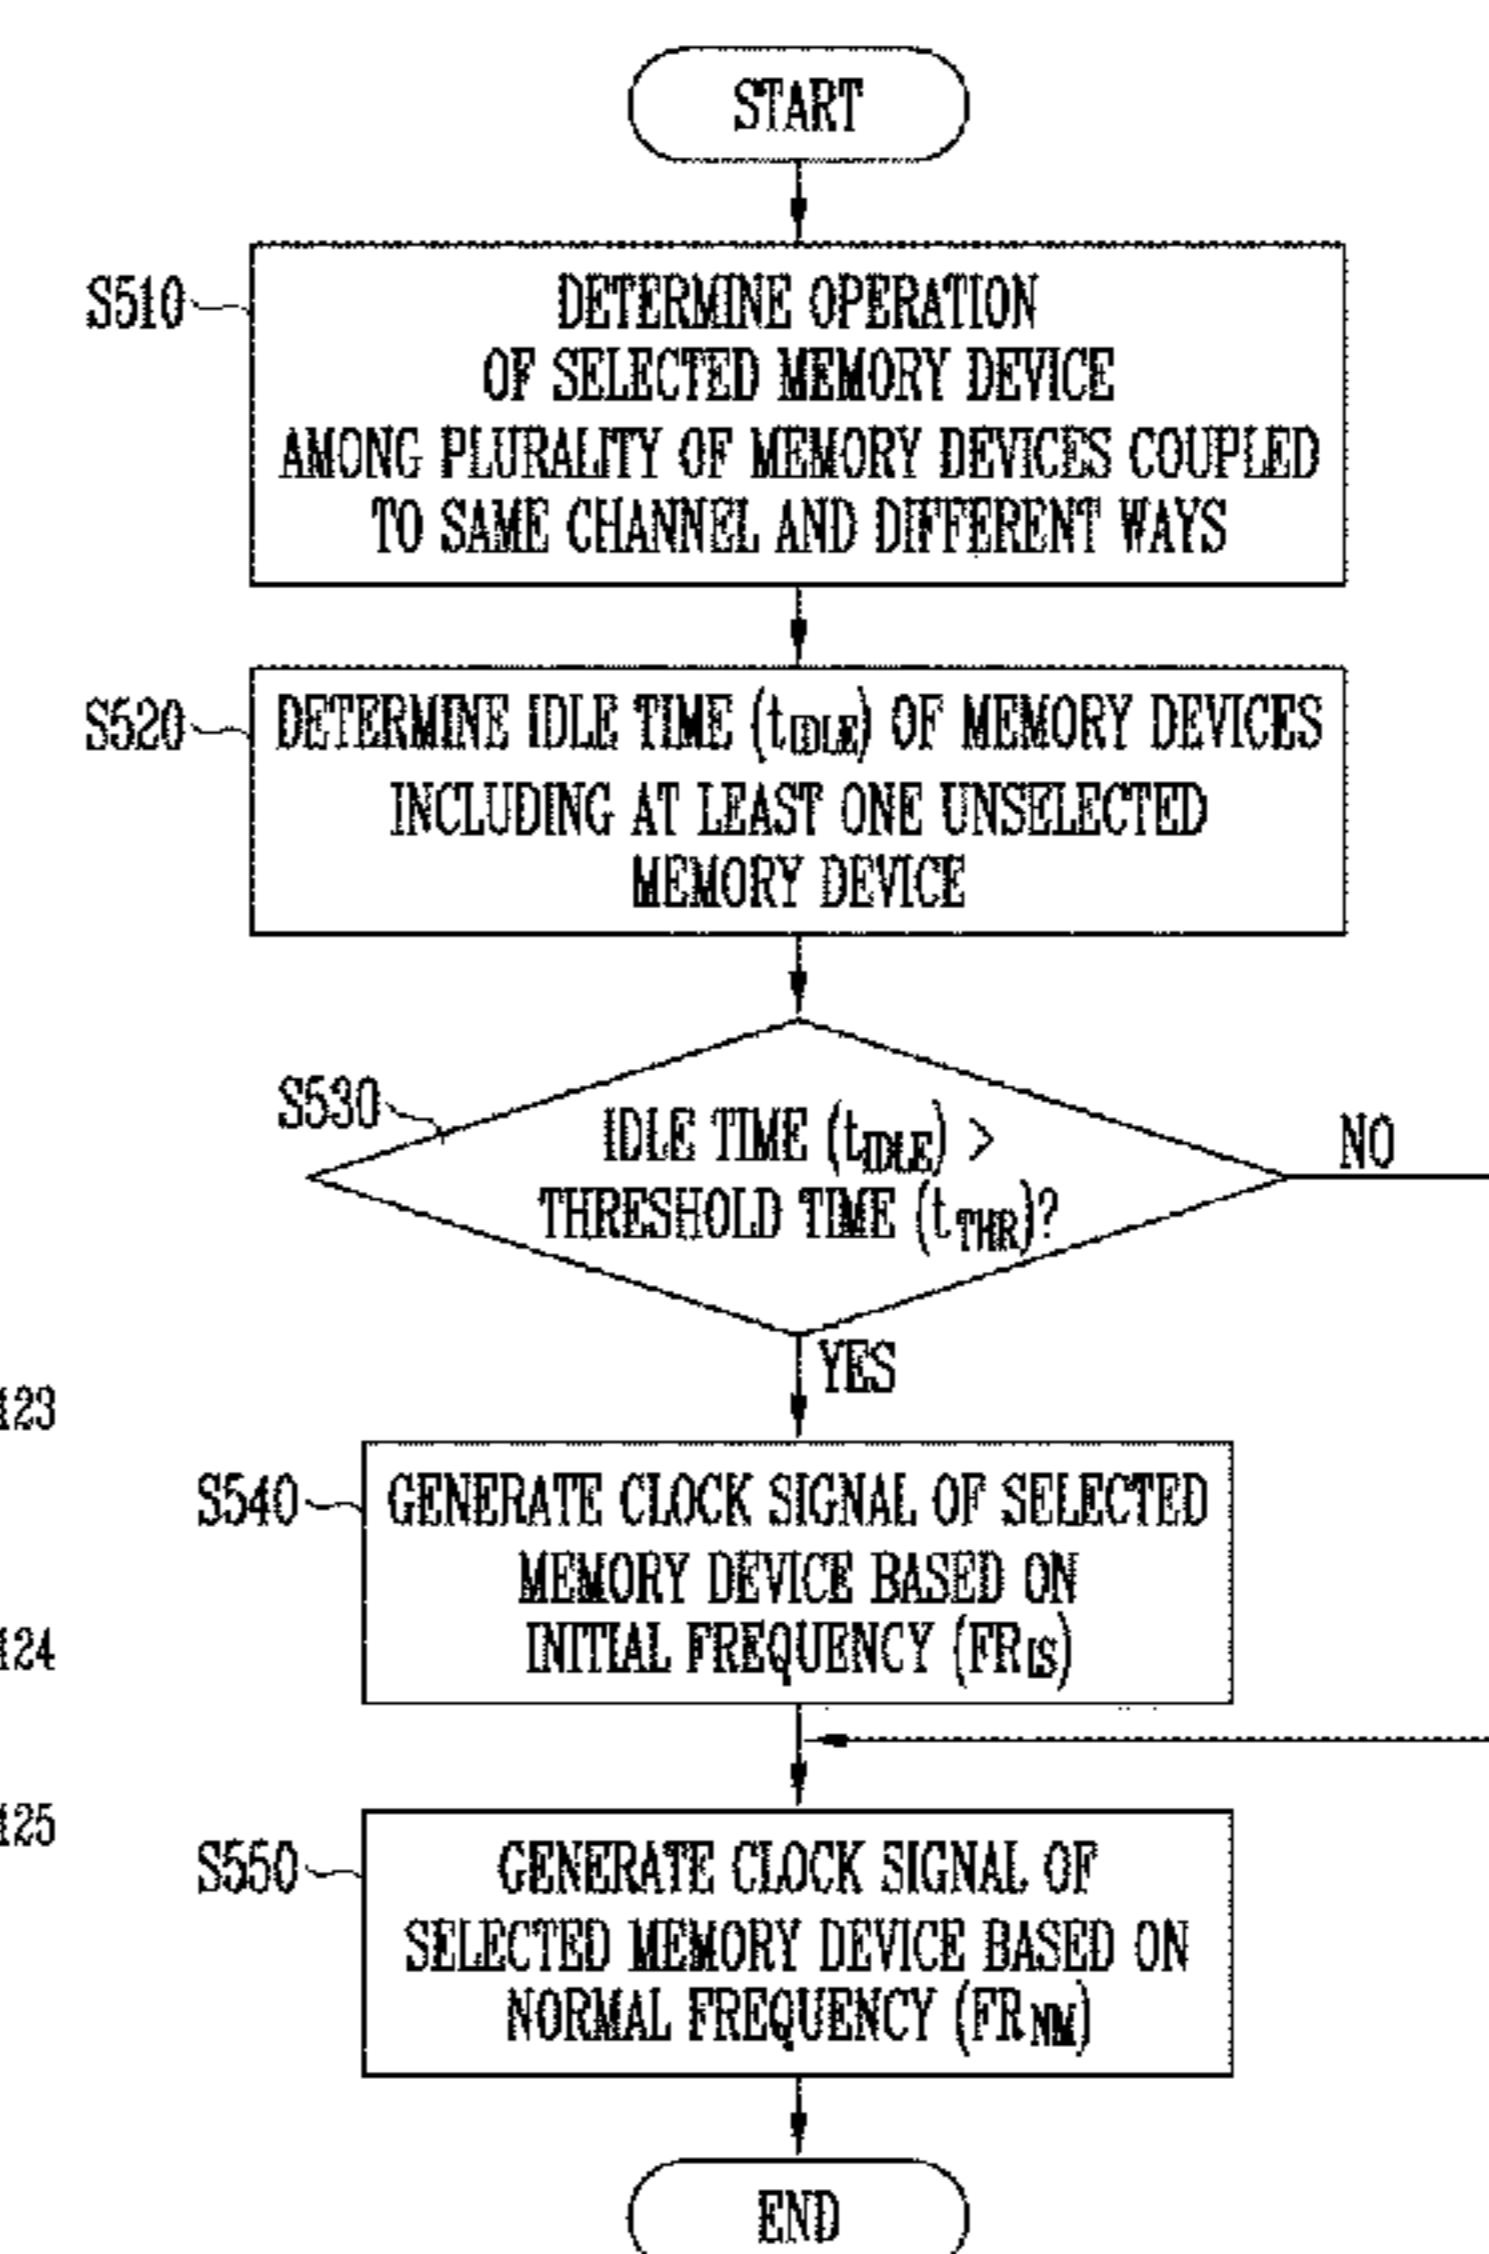 START
S510
DETERMINE OPERATION
OF SELECTED MEMORY DEVICE
AMONG PLURALITY OF MEMORY DEVICES COUPLED
TO SAME CHANNEL AND DIFFERENT WAYS
S520
DETERMINE IDLE TIME (tIDLE) OF MEMORY DEVICES
INCLUDING AT LEAST ONE UNSELECTED
MEMORY DEVICE
S530
IDLE TIME (tIDLE) >
THRESHOLD TIME (tTHR)?
NO
YES
123
S540
GENERATE CLOCK SIGNAL OF SELECTED
MEMORY DEVICE BASED ON
INITIAL FREQUENCY (FRIS)
124
125
S550
GENERATE CLOCK SIGNAL OF
SELECTED MEMORY DEVICE BASED ON
NORMAL FREQUENCY (FRNM)
END